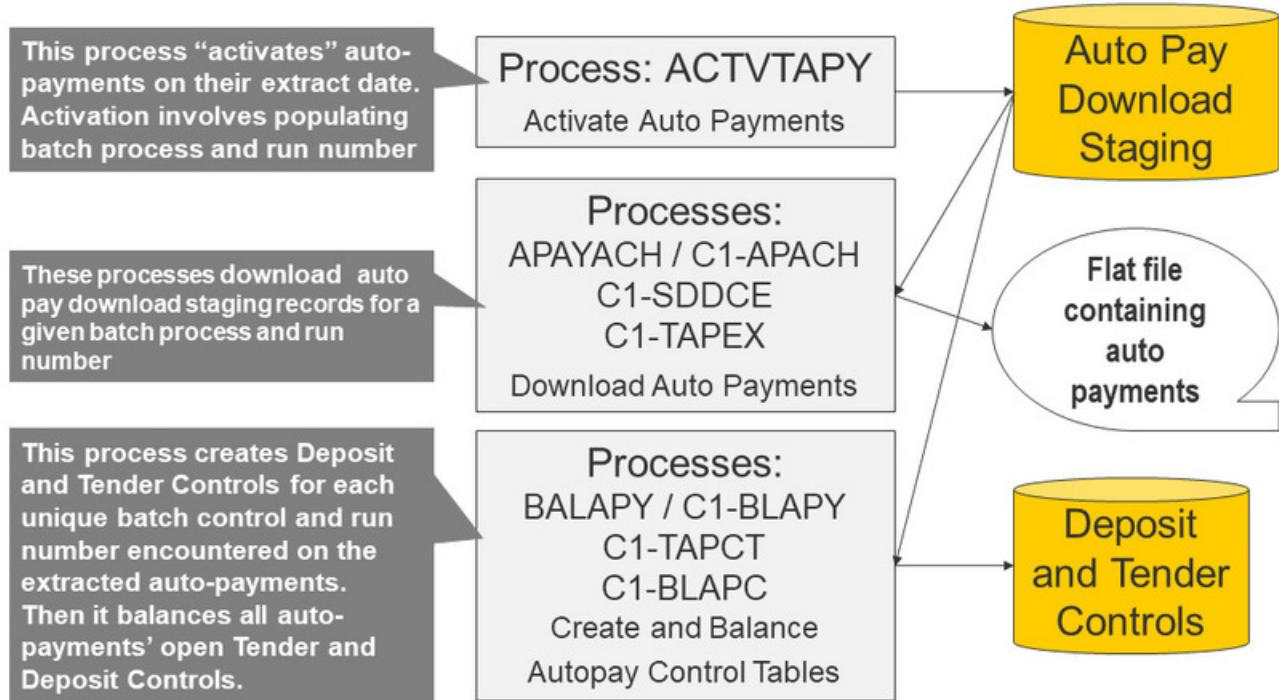 This process “activates” auto-
payments on their extract date.
Activation involves populating
batch process and run number
Process: ACTVTAPY
Activate Auto Payments
Auto Pay
Download
Staging
These processes download auto
pay download staging records for a
given batch process and run
number
Processes:
APAYACH / C1-APACH
C1-SDDCE
C1-TAPEX
Download Auto Payments
Flat file
containing
auto
payments
This process creates Deposit
and Tender Controls for each
unique batch control and run
number encountered on the
extracted auto-payments.
Then it balances all auto-
payments’ open Tender and
Deposit Controls.
Processes:
BALAPY / C1-BLAPY
C1-TAPCT
C1-BLAPC
Create and Balance
Autopay Control Tables
Deposit
and Tender
Controls